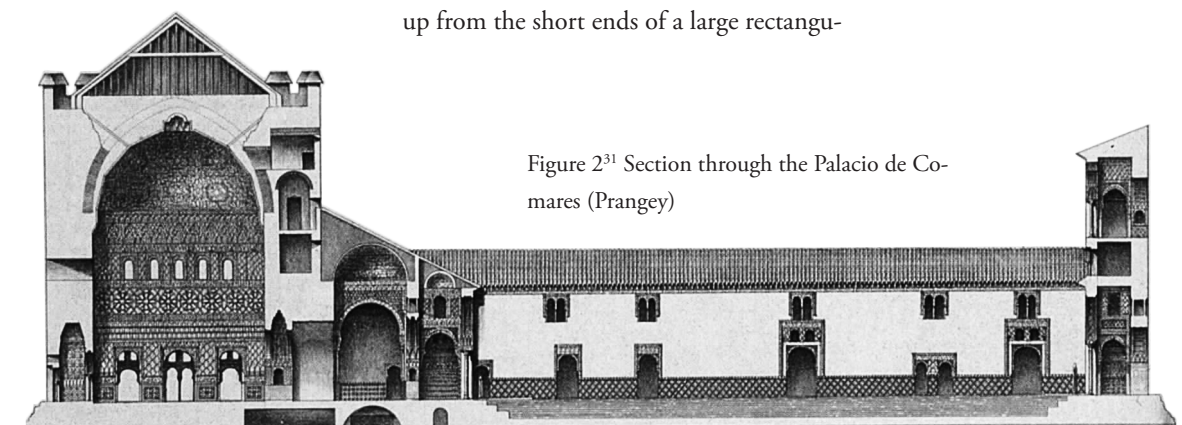 up from the short ends of a large rectangu-
Figure 2³¹ Section through the Palacio de Co-
mares (Prangey)